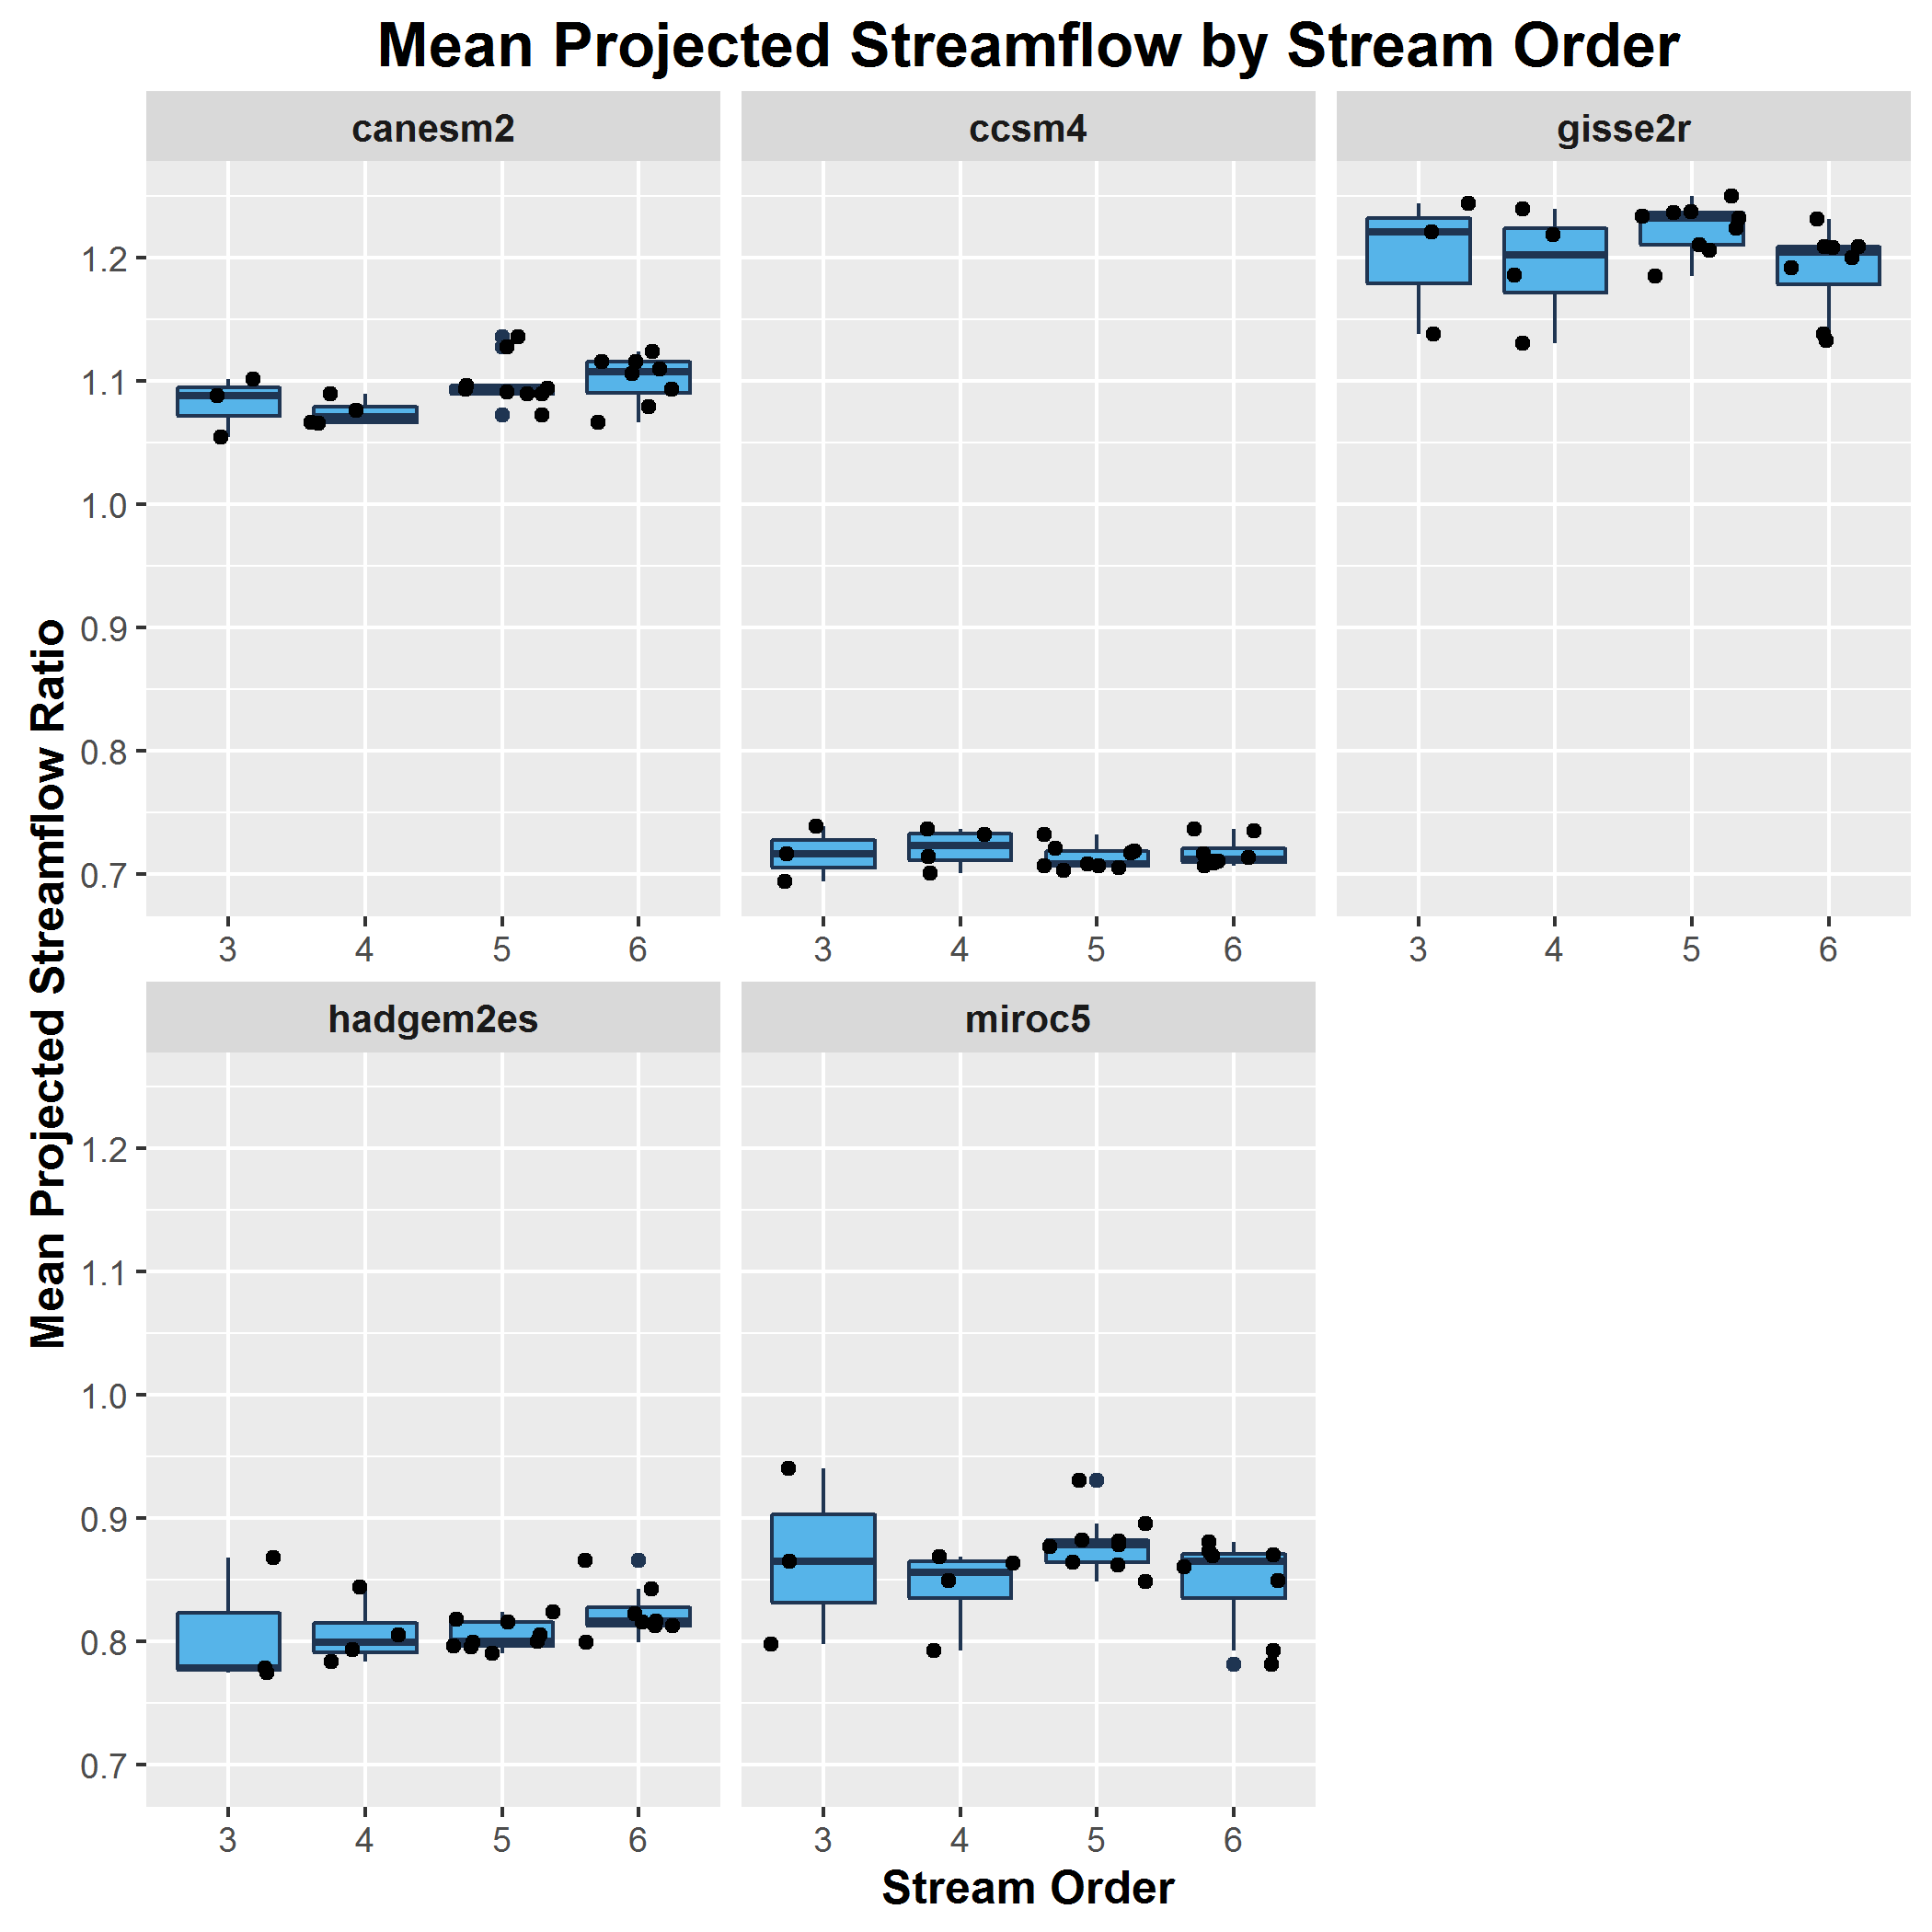 Mean Projected Streamflow by Stream Order
canesm2
ccsm4
gisse2r
Mean Projected Streamflow Ratio
1.2
1.1
1.0
0.9
0.8
0.7
3 4 5 6
3 4 5 6
3 4 5 6
hadgem2es
miroc5
1.2
1.1
1.0
0.9
0.8
0.7
3 4 5 6
3 4 5 6
Stream Order